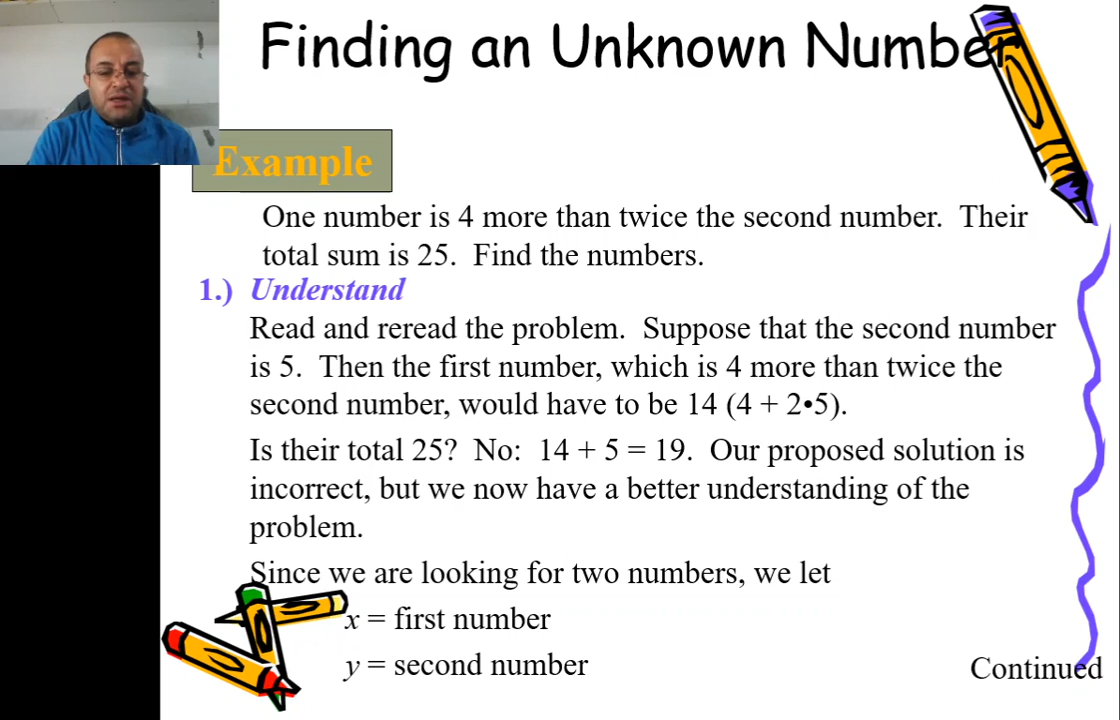 Finding an Unknown Number
Example
One number is 4 more than twice the second number. Their
total sum is 25. Find the numbers.
1.) Understand
Read and reread the problem. Suppose that the second number
is 5. Then the first number, which is 4 more than twice the
second number, would have to be 14 (4 + 2•5).
Is their total 25? No: 14 + 5 = 19. Our proposed solution is
incorrect, but we now have a better understanding of the
problem.
Since we are looking for two numbers, we let
x = first number
y = second number
Continued